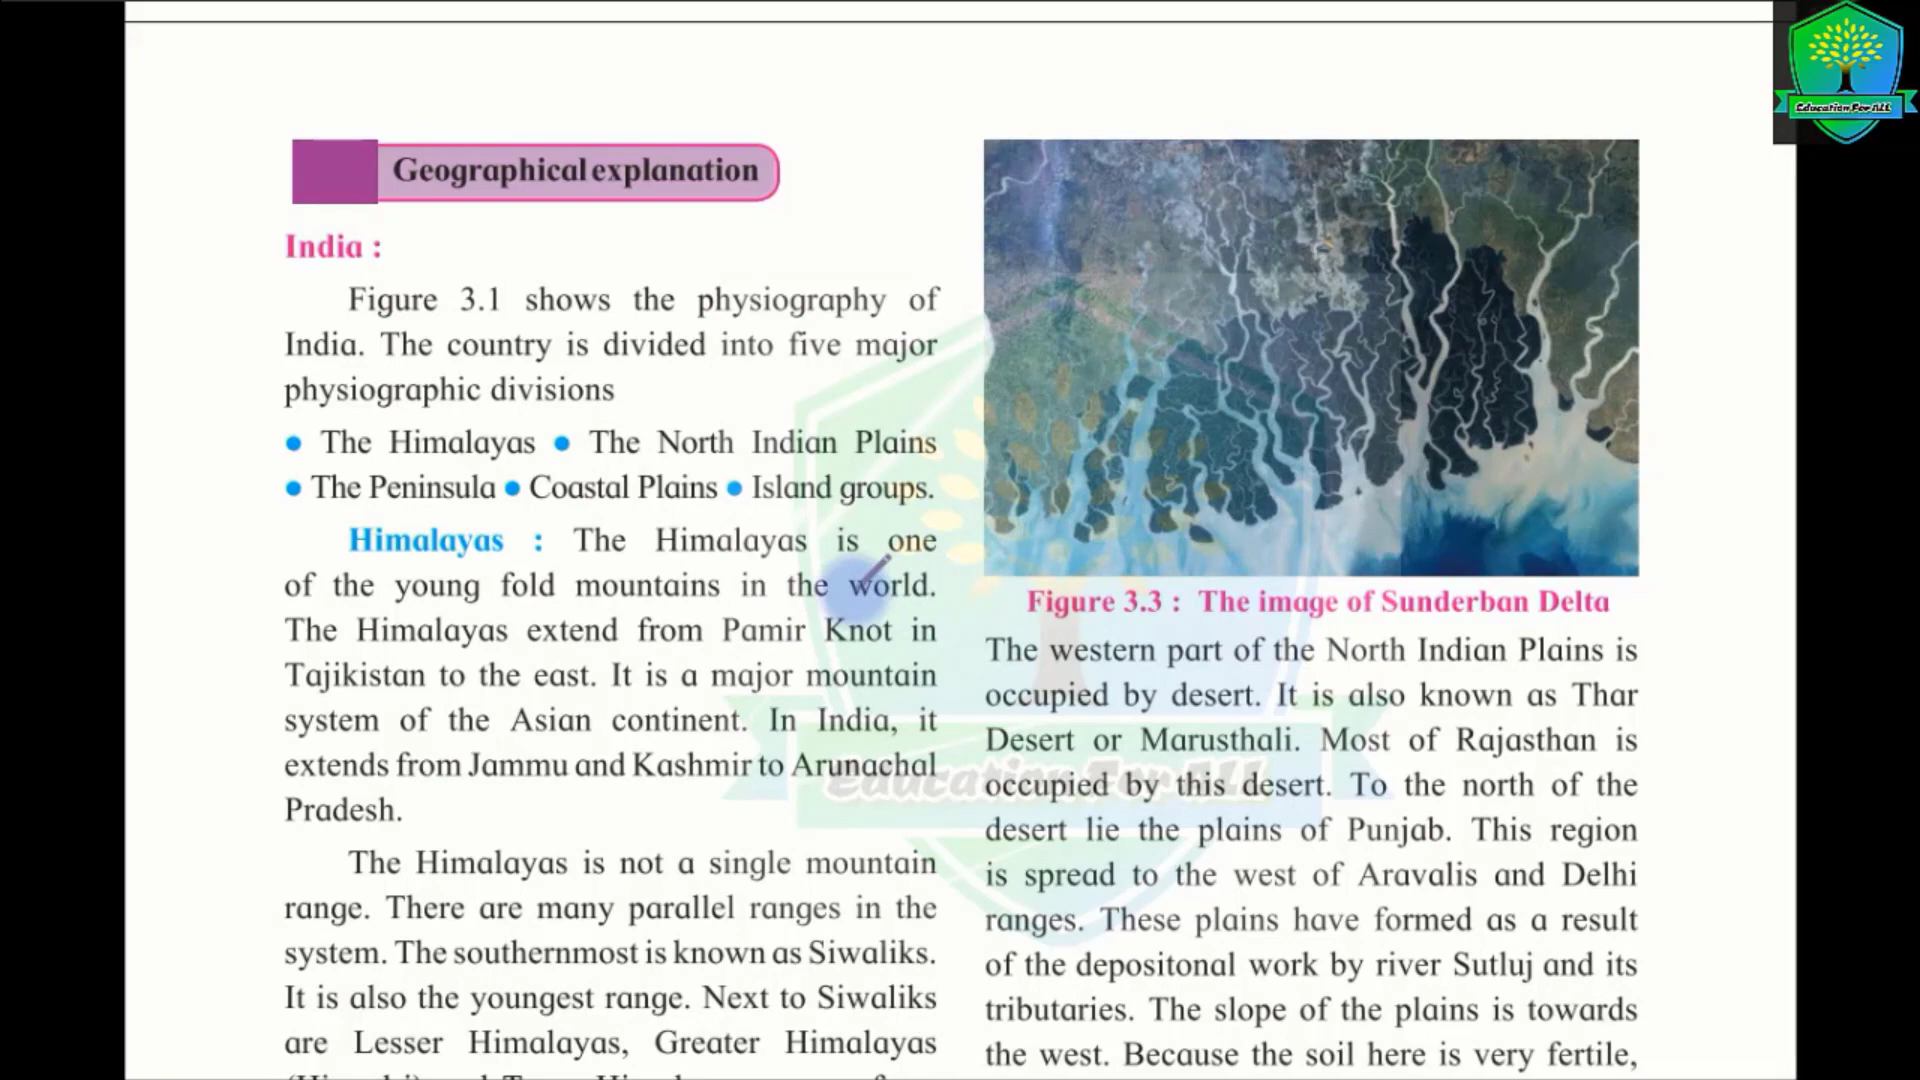 Education For ALL
Geographical explanation
India :
Figure 3.1 shows the physiography of
India. The country is divided into five major
physiographic divisions
• The Himalayas • The North Indian Plains
• The Peninsula • Coastal Plains • Island groups.
Himalayas : The Himalayas is one
of the young fold mountains in the world.
The Himalayas extend from Pamir Knot in
Tajikistan to the east. It is a major mountain
system of the Asian continent. In India, it
extends from Jammu and Kashmir to Arunachal
Pradesh.
The Himalayas is not a single mountain
range. There are many parallel ranges in the
system. The southernmost is known as Siwaliks.
It is also the youngest range. Next to Siwaliks
are Lesser Himalayas, Greater Himalayas
Figure 3.3 : The image of Sunderban Delta
The western part of the North Indian Plains is
occupied by desert. It is also known as Thar
Desert or Marusthali. Most of Rajasthan is
occupied by this desert. To the north of the
desert lie the plains of Punjab. This region
is spread to the west of Aravalis and Delhi
ranges. These plains have formed as a result
of the depositonal work by river Sutluj and its
tributaries. The slope of the plains is towards
the west. Because the soil here is very fertile,
Education For ALL